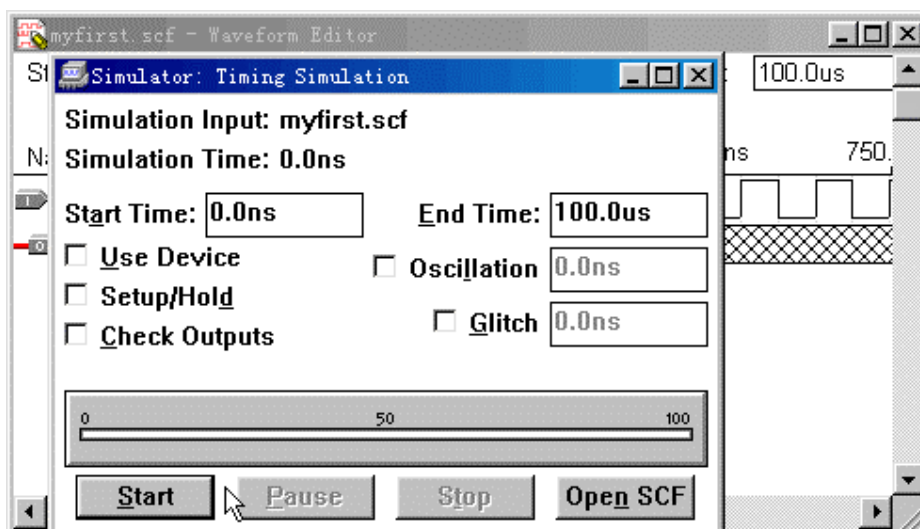 myfirst.scf - Waveform Editor
St
: 100.0us
Simulator: Timing Simulation
Simulation Input: myfirst.scf
Simulation Time: 0.0ns
Na
ns 750.
Start Time: 0.0ns End Time: 100.0us
Use Device
Oscillation 0.0ns
Setup/Hold
Glitch 0.0ns
Check Outputs
0 50 100
Start Pause Stop Open SCF